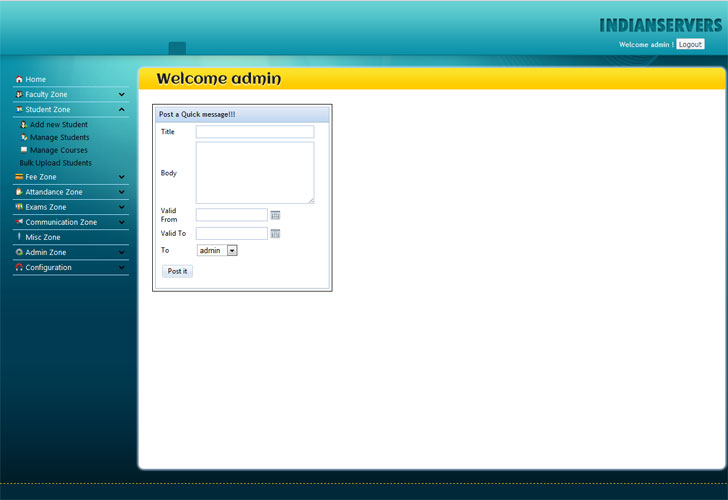 INDIANSERVERS
Welcome admin ! Logout
Home
Faculty Zone
Student Zone
Add new Student
Manage Students
Manage Courses
Bulk Upload Students
Fee Zone
Attandance Zone
Exams Zone
Communication Zone
Misc Zone
Admin Zone
Configuration
Welcome admin
Post a Quick message!!!
Title
Body
Valid
From
Valid To
To admin
Post it